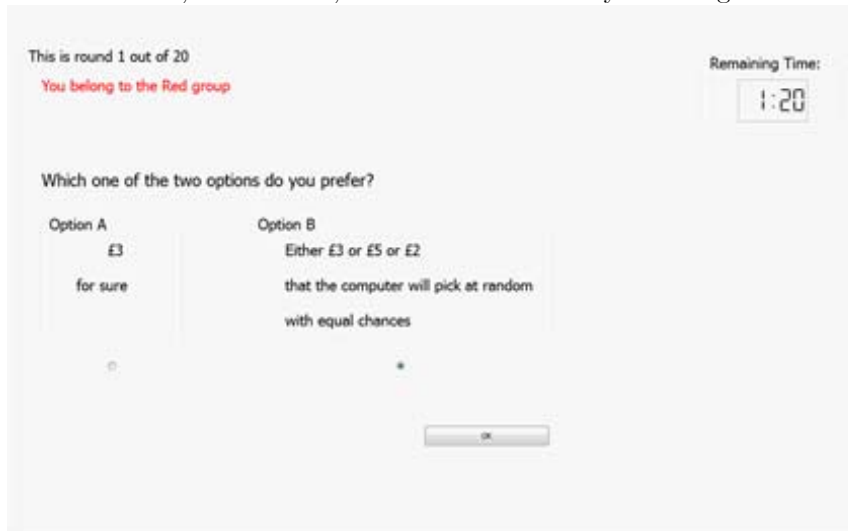 This is round 1 out of 20
You belong to the Red group
Remaining Time:
1:20
Which one of the two options do you prefer?
Option A
£3
for sure
Option B
Either £3 or £5 or £2
that the computer will pick at random
with equal chances
OK